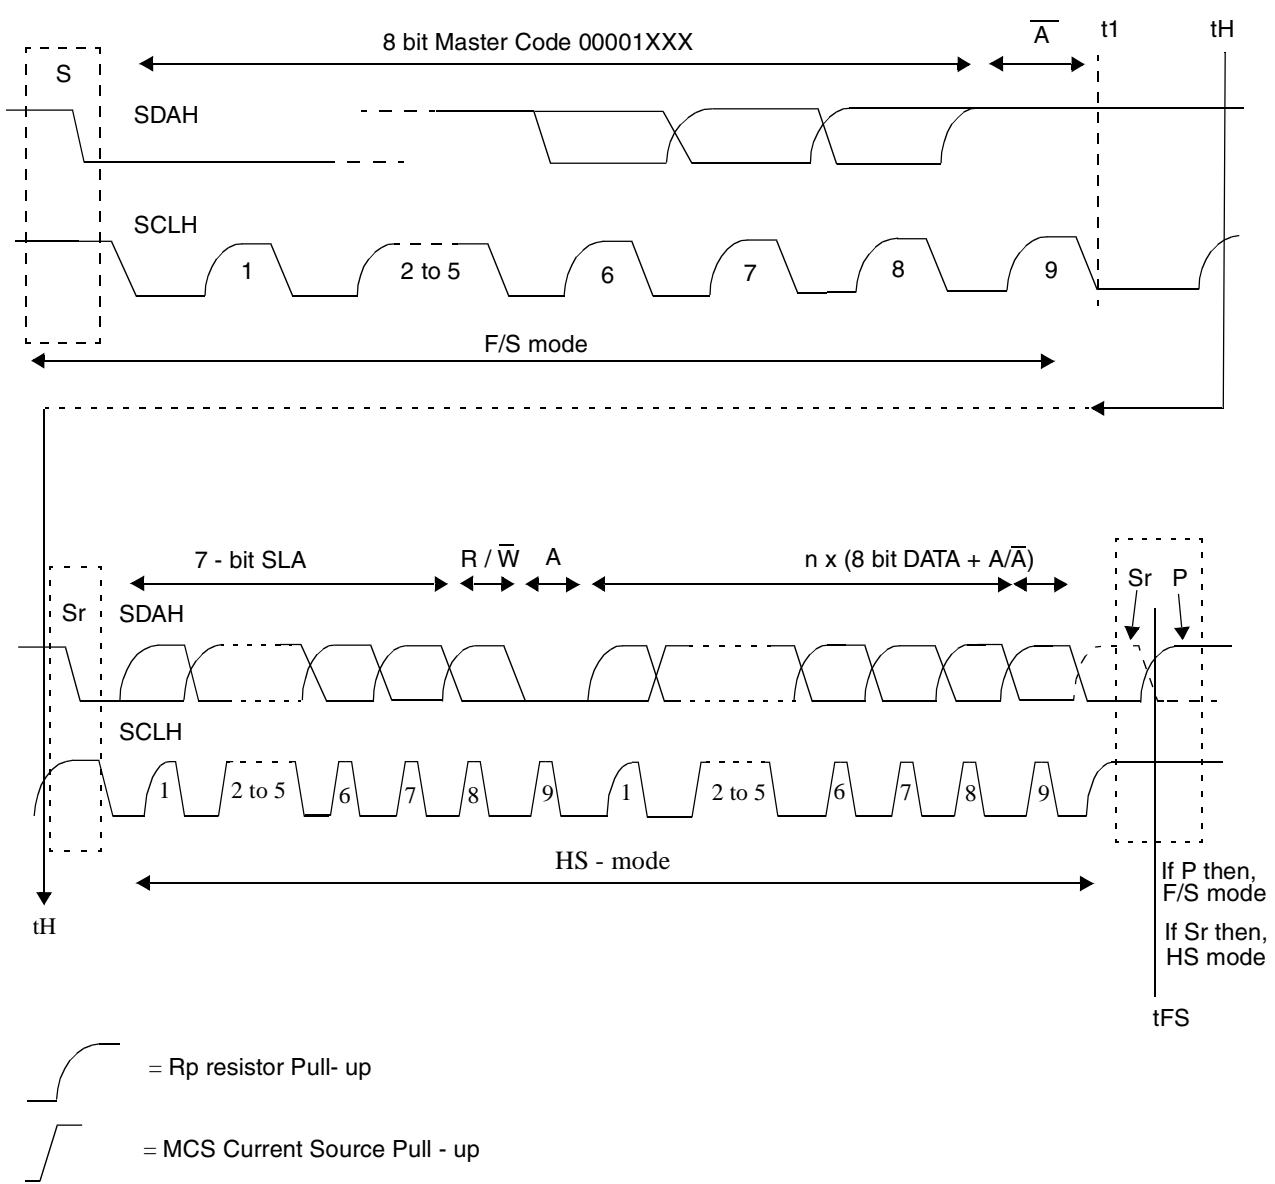 8 bit Master Code 00001XXX
A̅
t1
tH
S
SDAH
SCLH
1
2 to 5
6
7
8
9
F/S mode
7 - bit SLA
R / W̅
A
n x (8 bit DATA + A/A̅)
Sr
P
Sr
SDAH
SCLH
1
2 to 5
6
7
8
9
1
2 to 5
6
7
8
9
HS - mode
If P then,
F/S mode
tH
If Sr then,
HS mode
tFS
= Rp resistor Pull- up
= MCS Current Source Pull - up